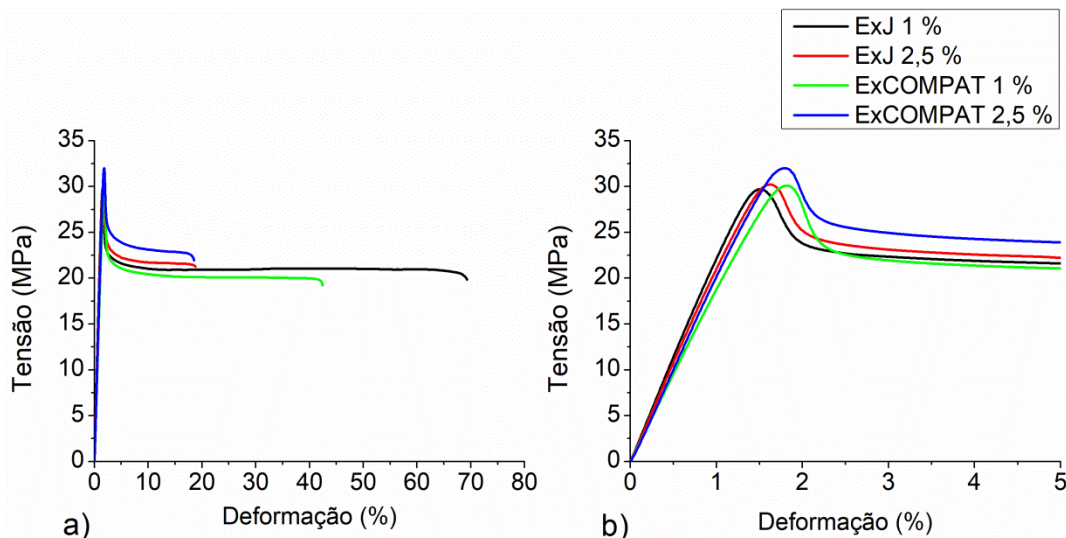 ExJ 1 %
ExJ 2,5 %
ExCOMPAT 1 %
ExCOMPAT 2,5 %
35
30
25
20
15
10
5
0
Tensão (MPa)
0 10 20 30 40 50 60 70 80
Deformação (%)
a)
35
30
25
20
15
10
5
0
Tensão (MPa)
0 1 2 3 4 5
Deformação (%)
b)